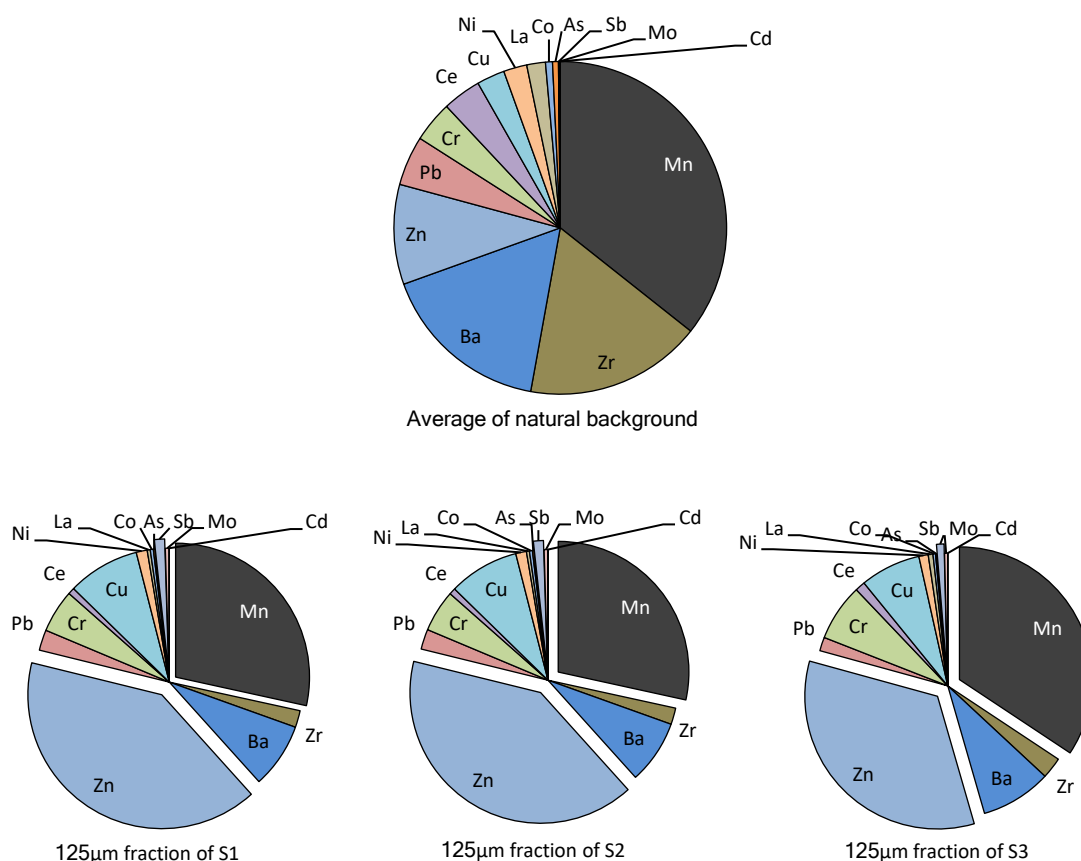 Ni
La
Co
As
Sb
Mo
Cd
Cu
Ce
Cr
Pb
Zn
Ba
Zr
Mn
Average of natural background
Ni
La
Co
As
Sb
Mo
Cd
Ce
Cu
Pb
Cr
Mn
Zr
Ba
Zn
125µm fraction of S1
Ni
La
Co
As
Sb
Mo
Cd
Ce
Cu
Pb
Cr
Mn
Zr
Ba
Zn
125µm fraction of S2
Ni
La
Co
As
Sb
Mo
Cd
Ce
Cu
Pb
Cr
Mn
Zr
Ba
Zn
125µm fraction of S3